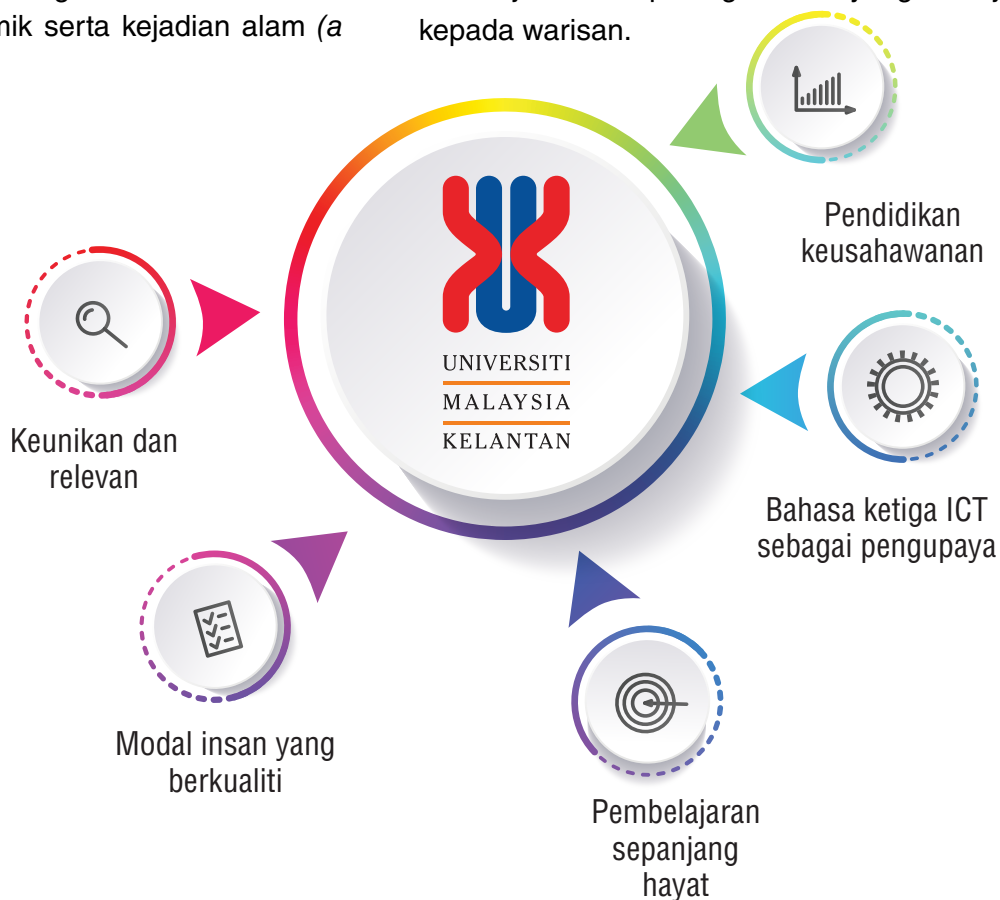 mik serta kejadian alam (a
kepada warisan.
Pendidikan
keusahawanan
UNIVERSITI
MALAYSIA
KELANTAN
Keunikan dan
relevan
Bahasa ketiga ICT
sebagai pengupaya
Modal insan yang
berkualiti
Pembelajaran
sepanjang
hayat